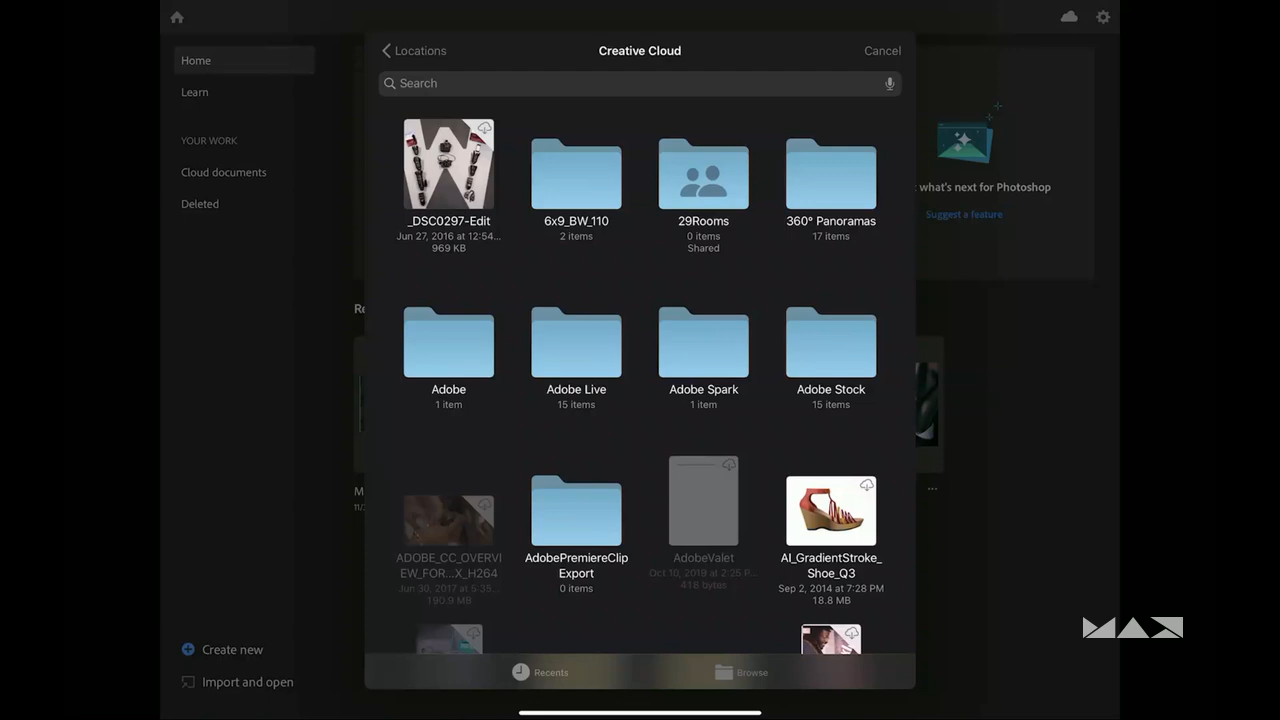 Locations
Creative Cloud
Cancel
Search
Home
Learn
YOUR WORK
Cloud documents
Deleted
_DSC0297-Edit
Jun 27, 2016 at 12:54...
969 KB
6x9_BW_110
2 items
29Rooms
0 items
Shared
360º Panoramas
17 items
what's next for Photoshop
Suggest a feature
Adobe
1 item
Adobe Live
15 items
Adobe Spark
1 item
Adobe Stock
15 items
ADOBE_CC_OVERVI
EW_FOR...X_H264
Jun 30, 2017 at 5:35...
190.9 MB
AdobePremiereClip
Export
0 items
AdobeValet
Oct 10, 2019 at 2:25 P...
418 bytes
AI_GradientStroke_
Shoe_Q3
Sep 2, 2014 at 7:28 PM
18.8 MB
Create new
Import and open
Recents
Browse
MAX